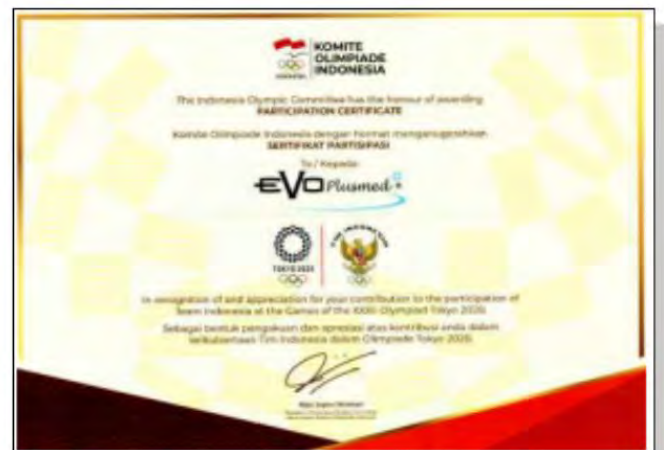 KOMITE
OLIMPIADE
INDONESIA
The Indonesia Olympic Committee has the honour of awarding
PARTICIPATION CERTIFICATE
Komite Olimpiade Indonesia dengan hormat menganugerahkan
SERTIFIKAT PARTISIPASI
To / Kepada:
EVO Plusmed
TOKYO 2020
TIM INDONESIA
In recognition of and appreciation for your contribution to the participation of
Team Indonesia at the Games of the XXXII Olympiad Tokyo 2020.
Sebagai bentuk pengakuan dan apresiasi atas kontribusi anda dalam
keikutsertaan Tim Indonesia dalam Olimpiade Tokyo 2020.